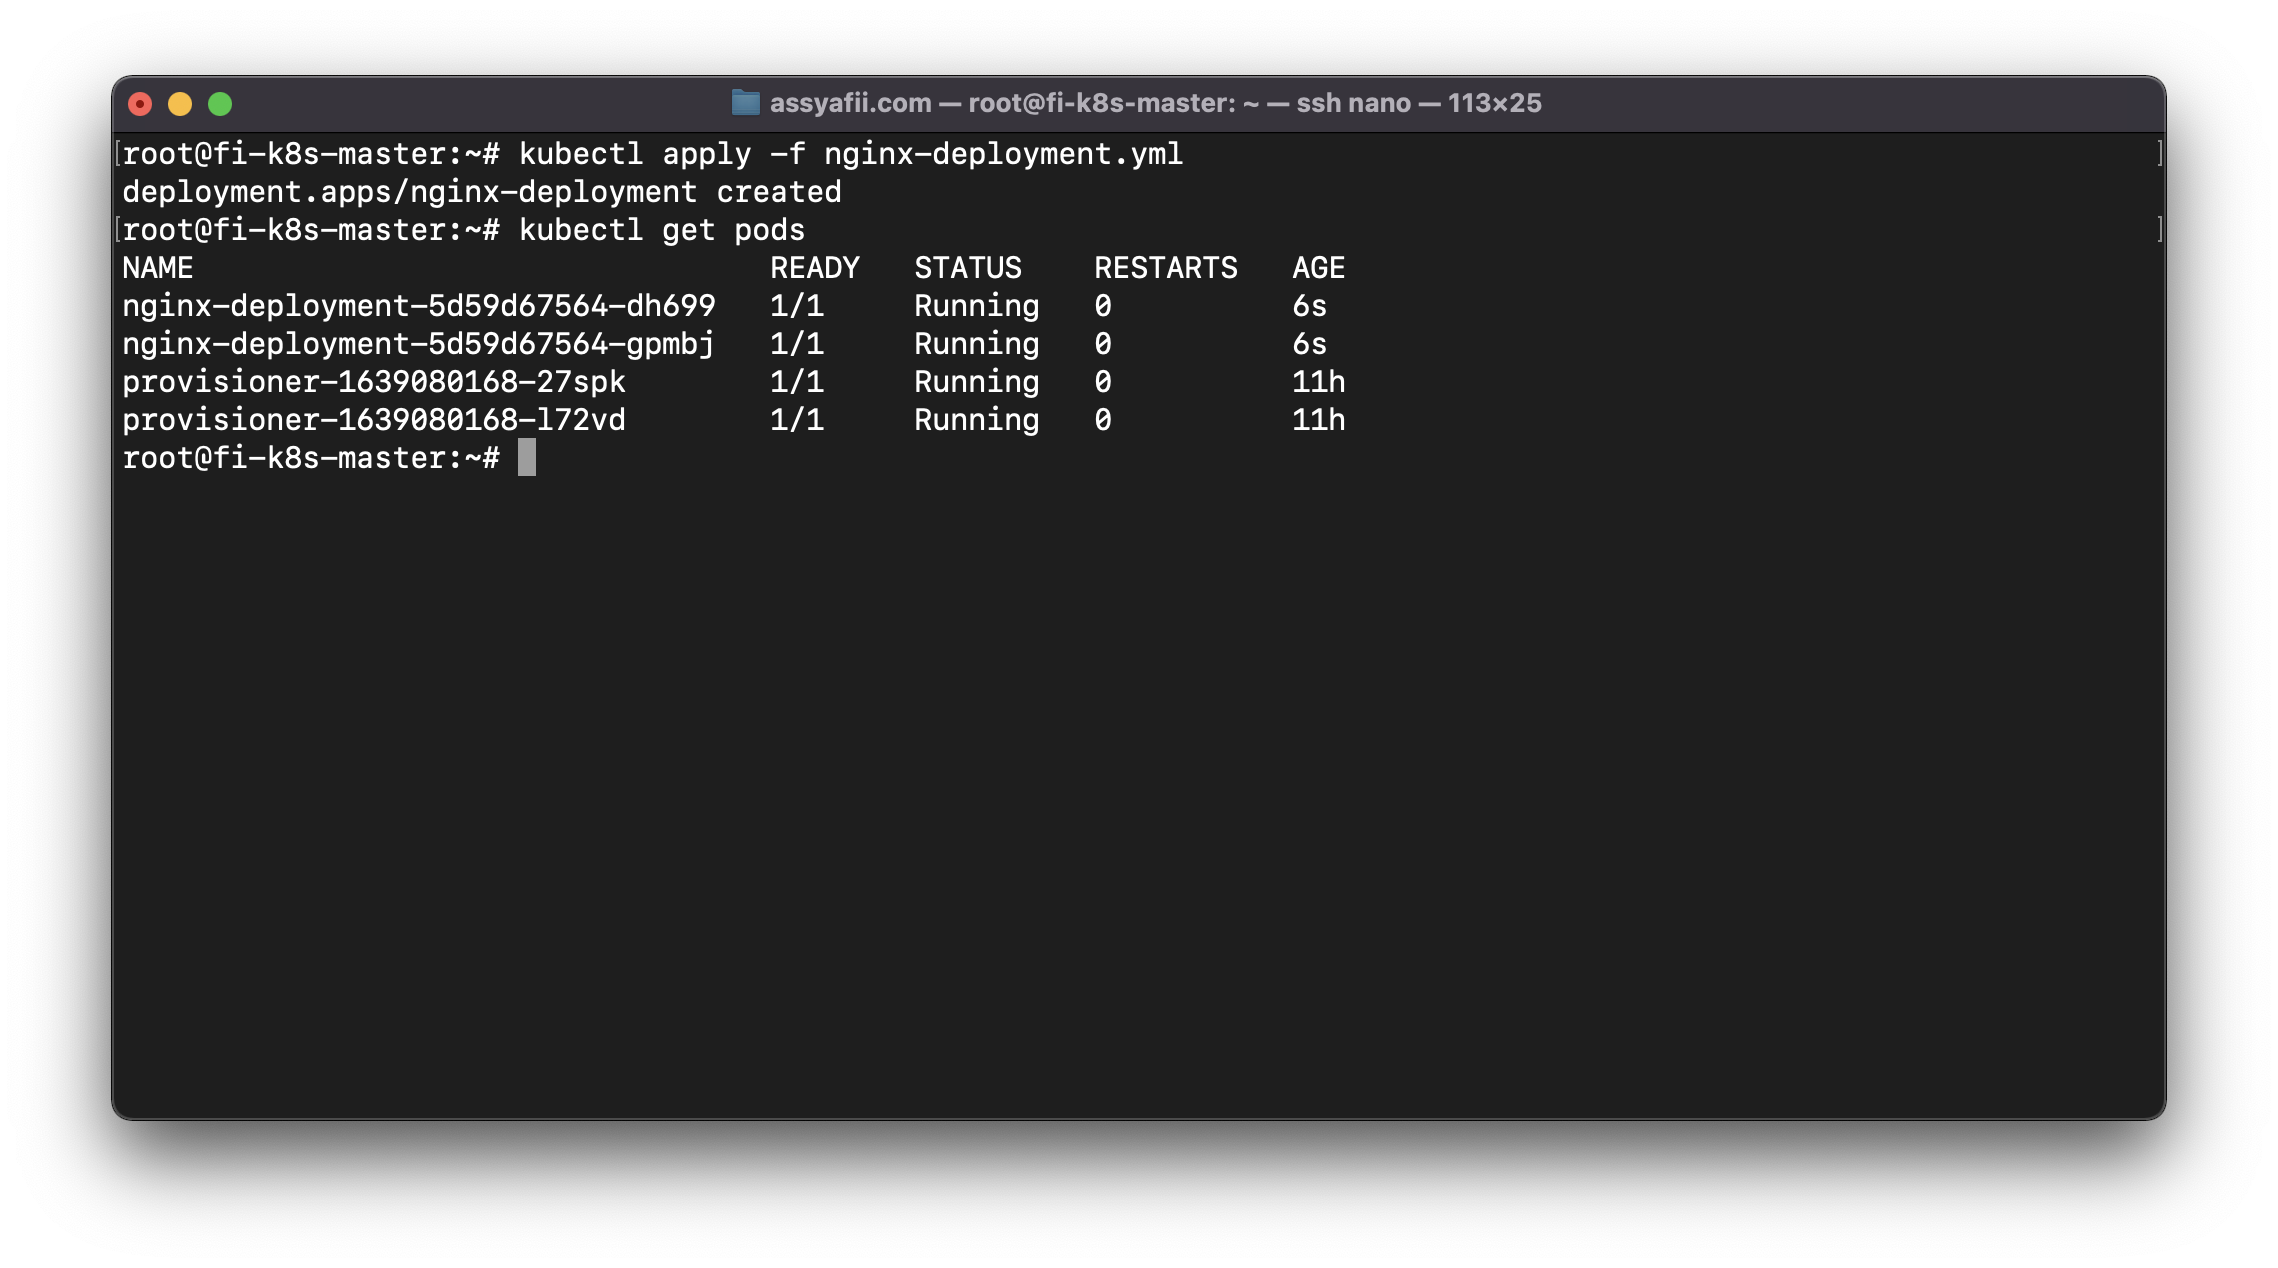 assyafii.com — root@fi-k8s-master: ~ — ssh nano — 113×25
[root@fi-k8s-master:~# kubectl apply -f nginx-deployment.yml ]
deployment.apps/nginx-deployment created
[root@fi-k8s-master:~# kubectl get pods ]
NAME                                READY   STATUS    RESTARTS   AGE
nginx-deployment-5d59d67564-dh699   1/1     Running   0          6s
nginx-deployment-5d59d67564-gpmbj   1/1     Running   0          6s
provisioner-1639080168-27spk        1/1     Running   0          11h
provisioner-1639080168-l72vd        1/1     Running   0          11h
root@fi-k8s-master:~#